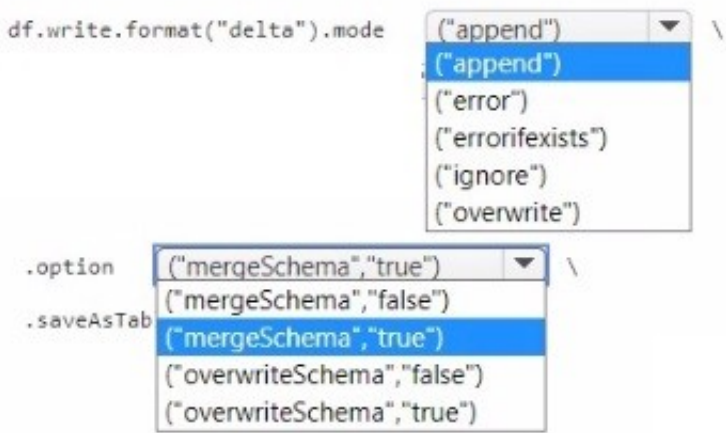 df.write.format("delta").mode ("append") \
("append")
("error")
("errorifexists")
("ignore")
("overwrite")
.option ("mergeSchema","true") \
("mergeSchema","false")
.saveAsTab ("mergeSchema","true")
("overwriteSchema","false")
("overwriteSchema","true")